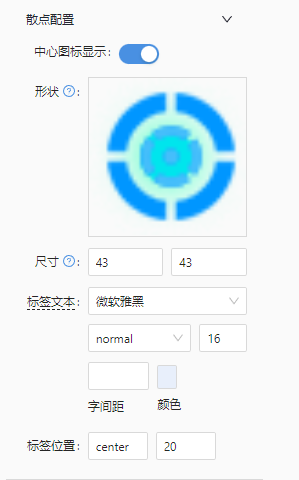 散点配置
中心图标显示：
形状 ?：
尺寸 ?： 43 43
标签文本： 微软雅黑
normal 16
字间距 颜色
标签位置： center 20